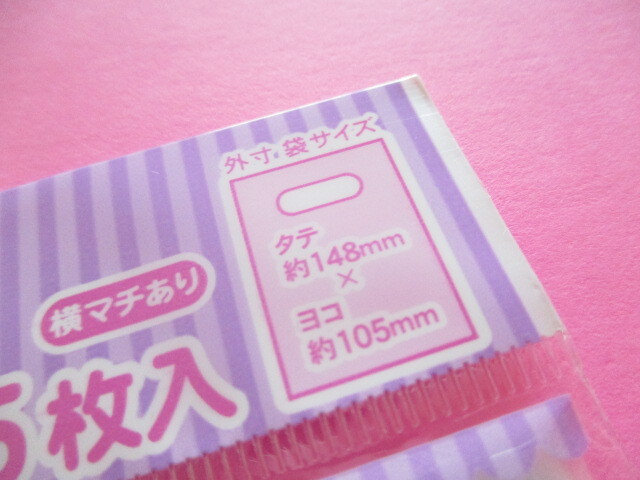 外寸 袋サイズ
タテ
約148mm
×
ヨコ
約105mm
横マチあり
5枚入